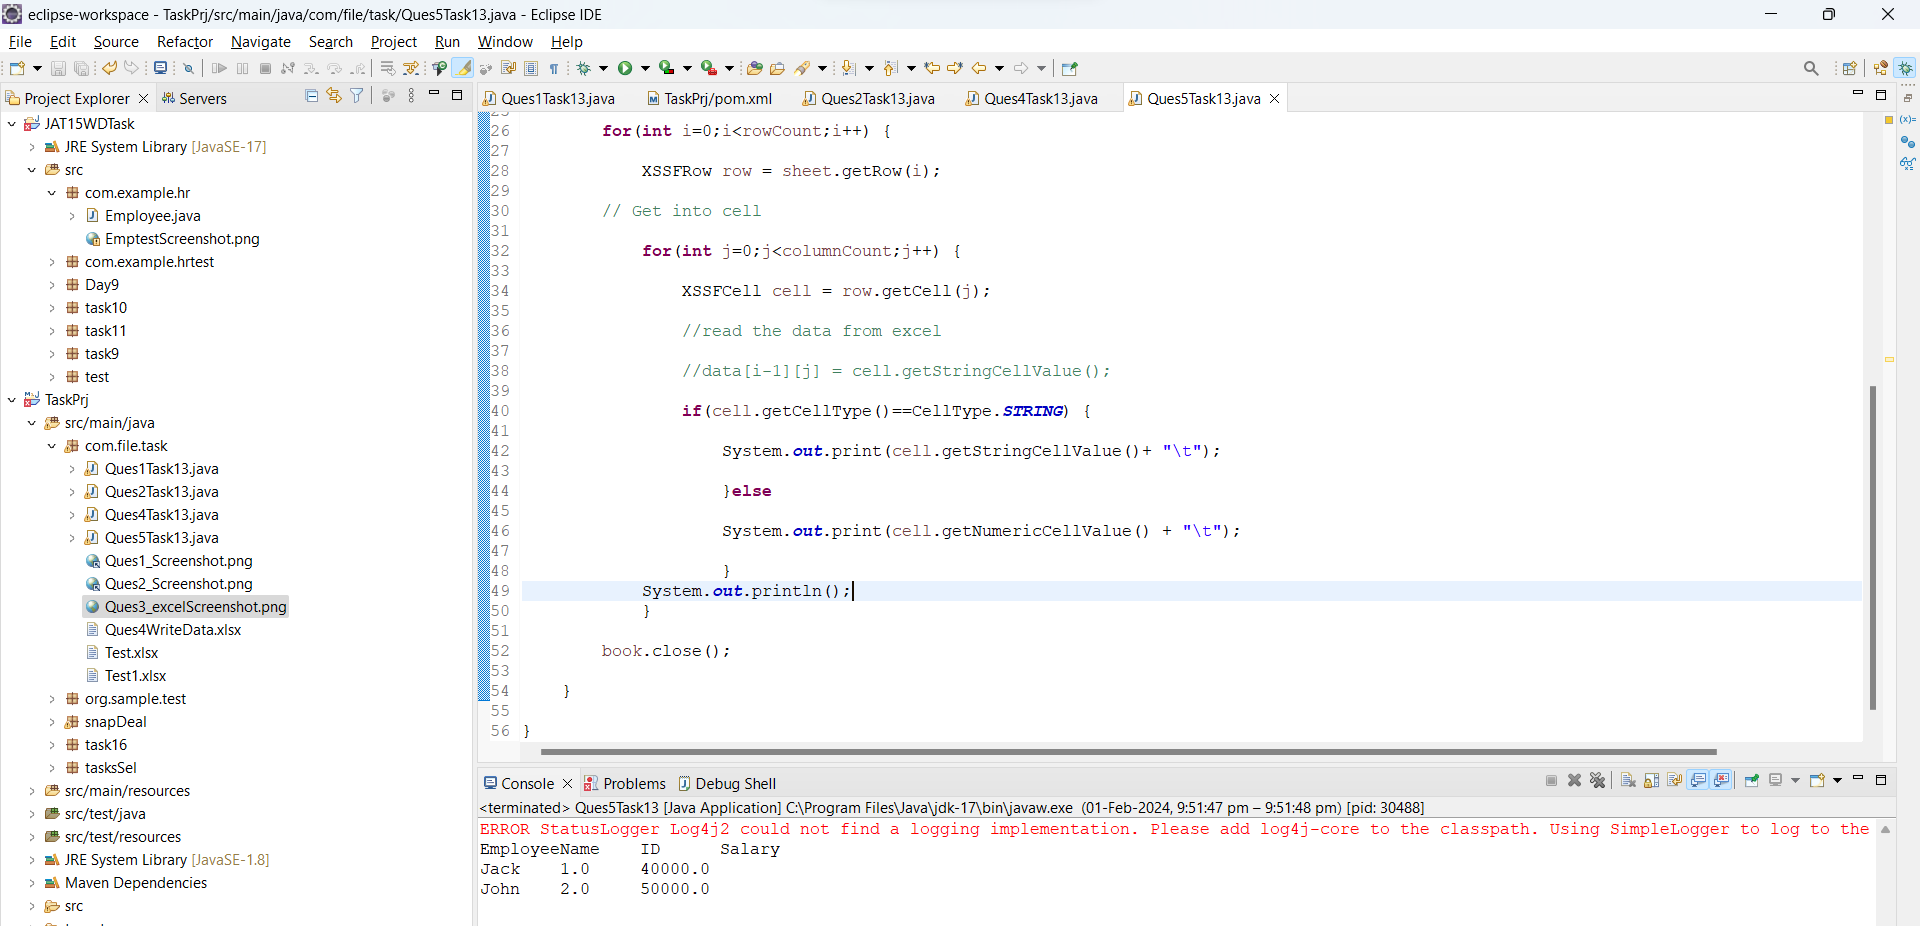 eclipse-workspace - TaskPrj/src/main/java/com/file/task/Ques5Task13.java - Eclipse IDE
File Edit Source Refactor Navigate Search Project Run Window Help
Project Explorer Servers
JAT15WDTask
JRE System Library [JavaSE-17]
src
com.example.hr
Employee.java
EmptestScreenshot.png
com.example.hrtest
Day9
task10
task11
task9
test
TaskPrj
src/main/java
com.file.task
Ques1Task13.java
Ques2Task13.java
Ques4Task13.java
Ques5Task13.java
Ques1_Screenshot.png
Ques2_Screenshot.png
Ques3_excelScreenshot.png
Ques4WriteData.xlsx
Test.xlsx
Test1.xlsx
org.sample.test
snapDeal
task16
tasksSel
src/main/resources
src/test/java
src/test/resources
JRE System Library [JavaSE-1.8]
Maven Dependencies
src
Ques1Task13.java TaskPrj/pom.xml Ques2Task13.java Ques4Task13.java Ques5Task13.java
26 for(int i=0;i<rowCount;i++) {
27
28 XSSFRow row = sheet.getRow(i);
29
30 // Get into cell
31
32 for(int j=0;j<columnCount;j++) {
33
34 XSSFCell cell = row.getCell(j);
35
36 //read the data from excel
37
38 //data[i-1][j] = cell.getStringCellValue();
39
40 if(cell.getCellType()==CellType.STRING) {
41
42 System.out.print(cell.getStringCellValue()+ "\t");
43
44 }else
45
46 System.out.print(cell.getNumericCellValue() + "\t");
47
48 }
49 System.out.println();
50 }
51
52 book.close();
53
54 }
55
56 }
Console Problems Debug Shell
<terminated> Ques5Task13 [Java Application] C:\Program Files\Java\jdk-17\bin\javaw.exe (01-Feb-2024, 9:51:47 pm – 9:51:48 pm) [pid: 30488]
ERROR StatusLogger Log4j2 could not find a logging implementation. Please add log4j-core to the classpath. Using SimpleLogger to log to the
EmployeeName ID Salary
Jack 1.0 40000.0
John 2.0 50000.0